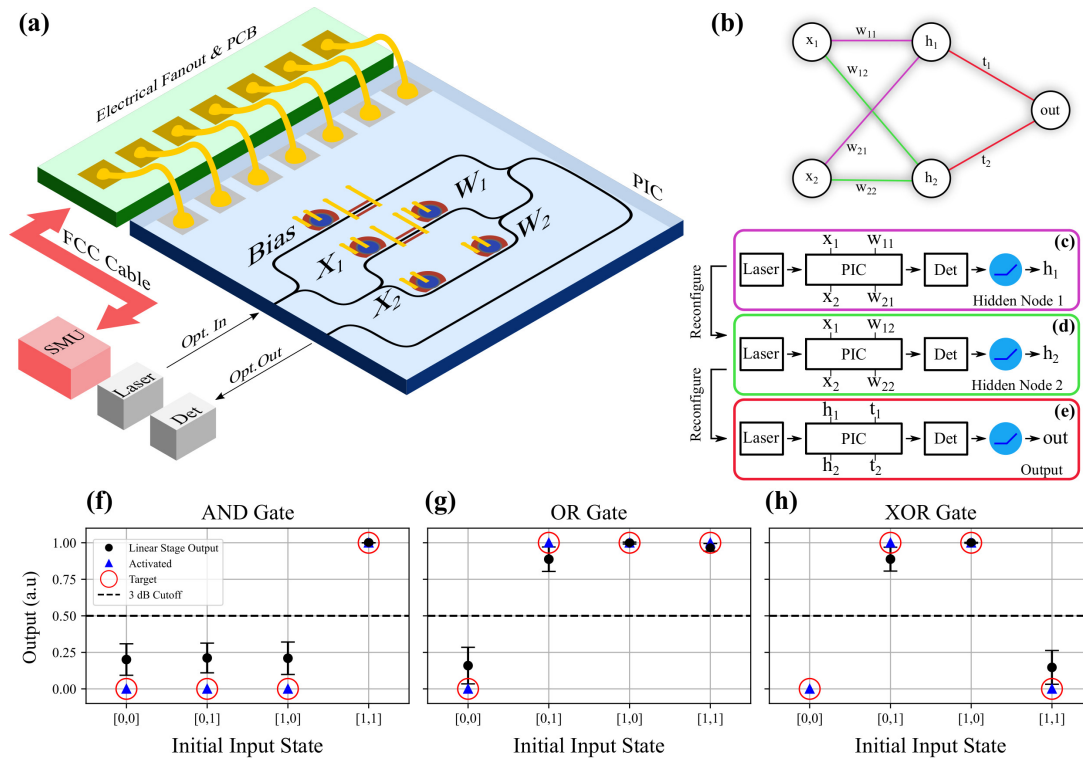 (a)
Electrical Fanout & PCB
PIC
Bias
X1
X2
W1
W2
FCC Cable
SMU
Laser
Det
Opt. In
Opt. Out
(b)
x1
x2
w11
w12
w21
w22
h1
h2
t1
t2
out
(c)
x1 w11
Laser PIC Det h1
x2 w21
Hidden Node 1
Reconfigure
(d)
x1 w12
Laser PIC Det h2
x2 w22
Hidden Node 2
Reconfigure
(e)
h1 t1
Laser PIC Det out
h2 t2
Output
(f)
AND Gate
Output (a.u)
1.00
0.75
0.50
0.25
0.00
Linear Stage Output
Activated
Target
3 dB Cutoff
[0,0] [0,1] [1,0] [1,1]
Initial Input State
(g)
OR Gate
[0,0] [0,1] [1,0] [1,1]
Initial Input State
(h)
XOR Gate
[0,0] [0,1] [1,0] [1,1]
Initial Input State